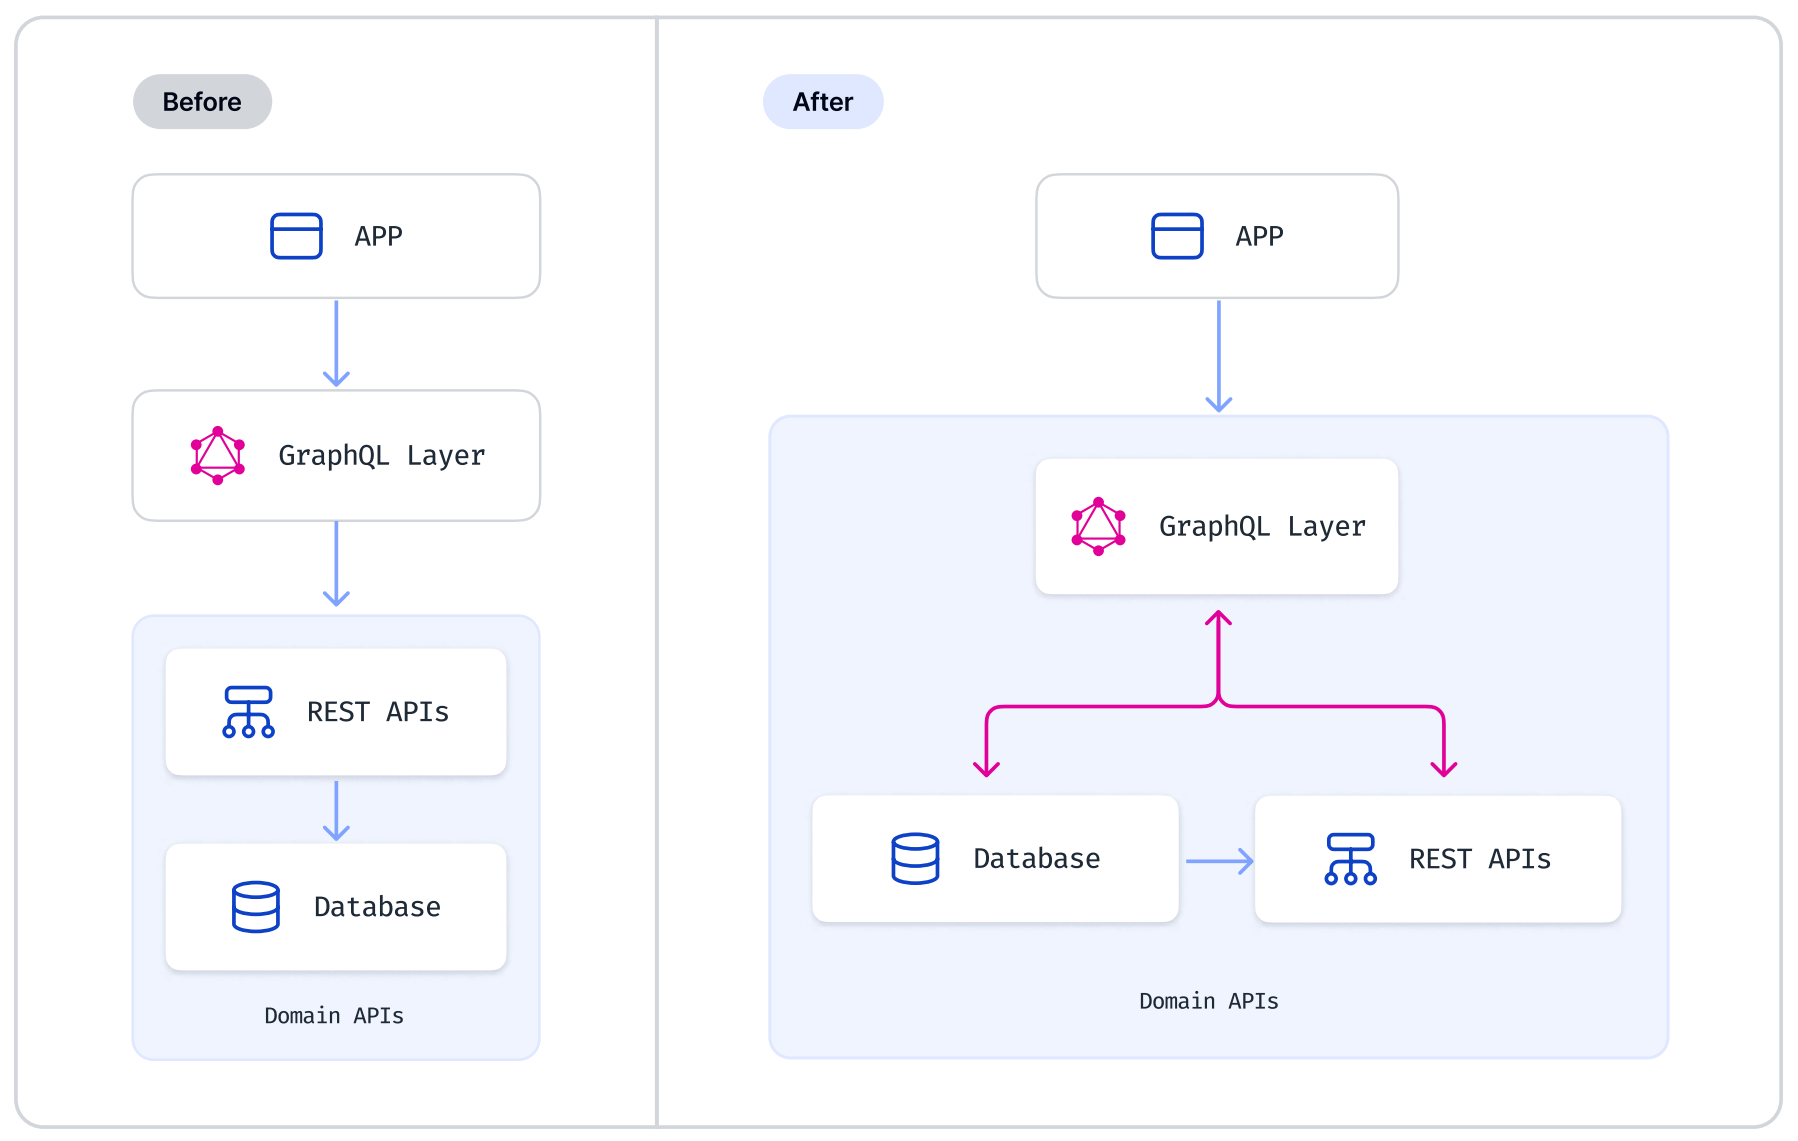 Before
APP
GraphQL Layer
REST APIs
Database
Domain APIs
After
APP
GraphQL Layer
Database
REST APIs
Domain APIs